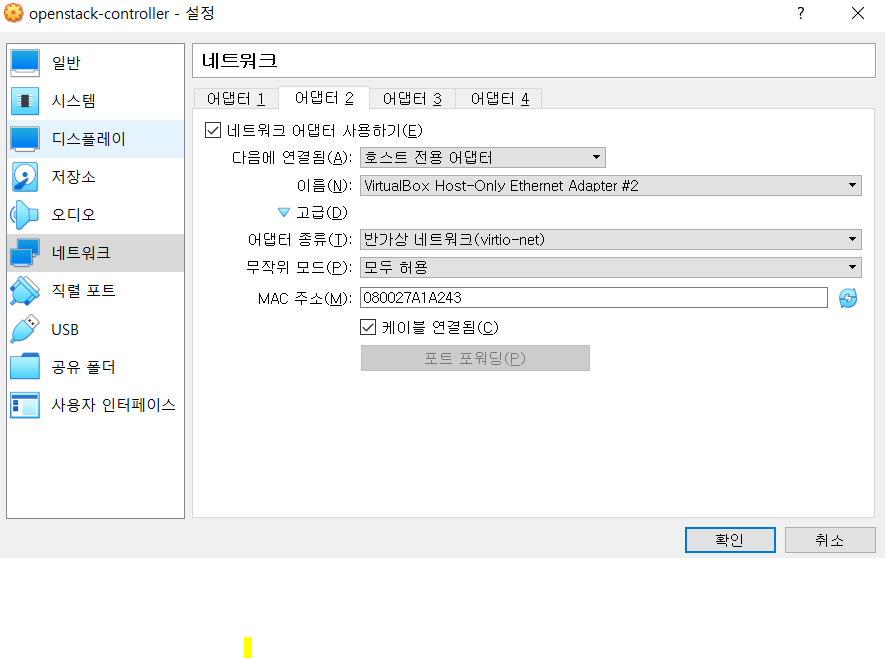 openstack-controller - 설정
?
일반
시스템
디스플레이
저장소
오디오
네트워크
직렬 포트
USB
공유 폴더
사용자 인터페이스
네트워크
어댑터 1 어댑터 2 어댑터 3 어댑터 4
네트워크 어댑터 사용하기(E)
다음에 연결됨(A): 호스트 전용 어댑터
이름(N): VirtualBox Host-Only Ethernet Adapter #2
고급(D)
어댑터 종류(T): 반가상 네트워크(virtio-net)
무작위 모드(P): 모두 허용
MAC 주소(M): 080027A1A243
케이블 연결됨(C)
포트 포워딩(P)
확인 취소